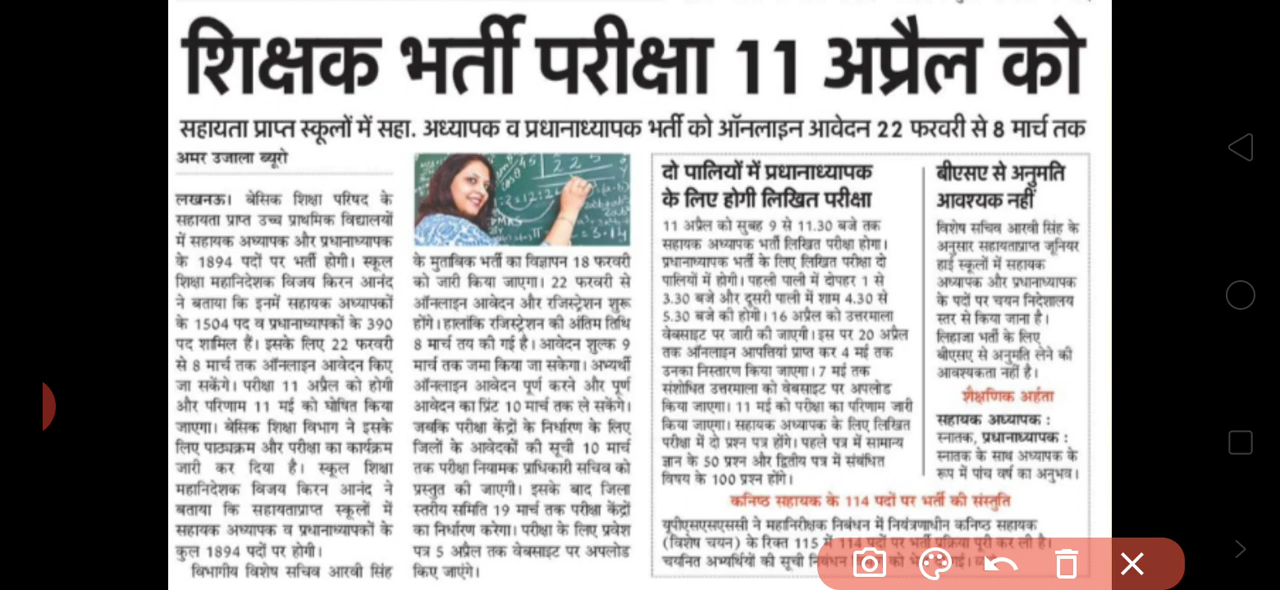 शिक्षक भर्ती परीक्षा 11 अप्रैल को
सहायता प्राप्त स्कूलों में सहा. अध्यापक व प्रधानाध्यापक भर्ती को ऑनलाइन आवेदन 22 फरवरी से 8 मार्च तक
अमर उजाला ब्यूरो
लखनऊ। बेसिक शिक्षा परिषद के
सहायता प्राप्त उच्च प्राथमिक विद्यालयों
में सहायक अध्यापक और प्रधानाध्यापक
के 1894 पदों पर भर्ती होगी। स्कूल
शिक्षा महानिदेशक विजय किरन आनंद
ने बताया कि इनमें सहायक अध्यापकों
के 1504 पद व प्रधानाध्यापकों के 390
पद शामिल हैं। इसके लिए 22 फरवरी
से 8 मार्च तक ऑनलाइन आवेदन किए
जा सकेंगे। परीक्षा 11 अप्रैल को होगी
और परिणाम 11 मई को घोषित किया
जाएगा। बेसिक शिक्षा विभाग ने इसके
लिए पाठ्यक्रम और परीक्षा का कार्यक्रम
जारी कर दिया है। स्कूल शिक्षा
महानिदेशक विजय किरन आनंद ने
बताया कि सहायताप्राप्त स्कूलों में
सहायक अध्यापक व प्रधानाध्यापकों के
कुल 1894 पदों पर होगी।
विभागीय विशेष सचिव आरवी सिंह
के मुताबिक भर्ती का विज्ञापन 18 फरवरी
को जारी किया जाएगा। 22 फरवरी से
ऑनलाइन आवेदन और रजिस्ट्रेशन शुरू
होंगे। हालांकि रजिस्ट्रेशन की अंतिम तिथि
8 मार्च तय की गई है। आवेदन शुल्क 9
मार्च तक जमा किया जा सकेगा। अभ्यर्थी
ऑनलाइन आवेदन पूर्ण करने और पूर्ण
आवेदन का प्रिंट 10 मार्च तक ले सकेंगे।
जबकि परीक्षा केंद्रों के निर्धारण के लिए
जिलों के आवेदकों की सूची 10 मार्च
तक परीक्षा नियामक प्राधिकारी सचिव को
प्रस्तुत की जाएगी। इसके बाद जिला
स्तरीय समिति 19 मार्च तक परीक्षा केंद्रों
का निर्धारण करेगा। परीक्षा के लिए प्रवेश
पत्र 5 अप्रैल तक वेबसाइट पर अपलोड
किए जाएंगे।
दो पालियों में प्रधानाध्यापक
के लिए होगी लिखित परीक्षा
11 अप्रैल को सुबह 9 से 11.30 बजे तक
सहायक अध्यापक भर्ती लिखित परीक्षा होगा।
प्रधानाध्यापक भर्ती के लिए लिखित परीक्षा दो
पालियों में होगी। पहली पाली में दोपहर 1 से
3.30 बजे और दूसरी पाली में शाम 4.30 से
5.30 बजे की होगी। 16 अप्रैल को उत्तरमाला
वेबसाइट पर जारी की जाएगी। इस पर 20 अप्रैल
तक ऑनलाइन आपत्तियां प्राप्त कर 4 मई तक
उनका निस्तारण किया जाएगा। 7 मई तक
संशोधित उत्तरमाला को वेबसाइट पर अपलोड
किया जाएगा। 11 मई को परीक्षा का परिणाम जारी
किया जाएगा। सहायक अध्यापक के लिए लिखित
परीक्षा में दो प्रश्न पत्र होंगे। पहले पत्र में सामान्य
ज्ञान के 50 प्रश्न और द्वितीय पत्र में संबंधित
विषय के 100 प्रश्न होंगे।
बीएसए से अनुमति
आवश्यक नहीं
विशेष सचिव आरवी सिंह के
अनुसार सहायताप्राप्त जूनियर
हाई स्कूलों में सहायक
अध्यापक और प्रधानाध्यापक
के पदों पर चयन निदेशालय
स्तर से किया जाना है।
लिहाजा भर्ती के लिए
बीएसए से अनुमति लेने की
आवश्यकता नहीं है।
शैक्षणिक अर्हता
सहायक अध्यापक :
स्नातक, प्रधानाध्यापक :
स्नातक के साथ अध्यापक के
रूप में पांच वर्ष का अनुभव।
कनिष्ठ सहायक के 114 पदों पर भर्ती की संस्तुति
यूपीएसएसएससी ने महानिरीक्षक निबंधन में नियंत्रणाधीन कनिष्ठ सहायक
(विशेष चयन) के रिक्त 115 में 114 पदों पर भर्ती प्रक्रिया पूरी कर ली है।
चयनित अभ्यर्थियों की सूची